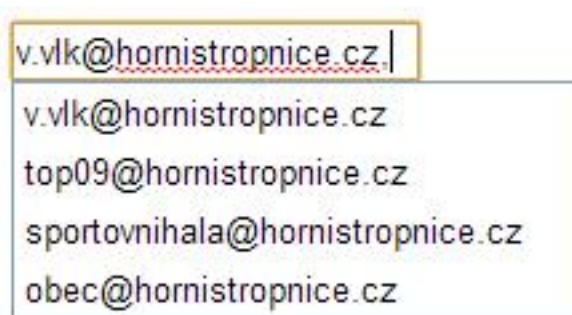 v.vlk@hornistropnice.cz,
v.vlk@hornistropnice.cz
top09@hornistropnice.cz
sportovnihala@hornistropnice.cz
obec@hornistropnice.cz